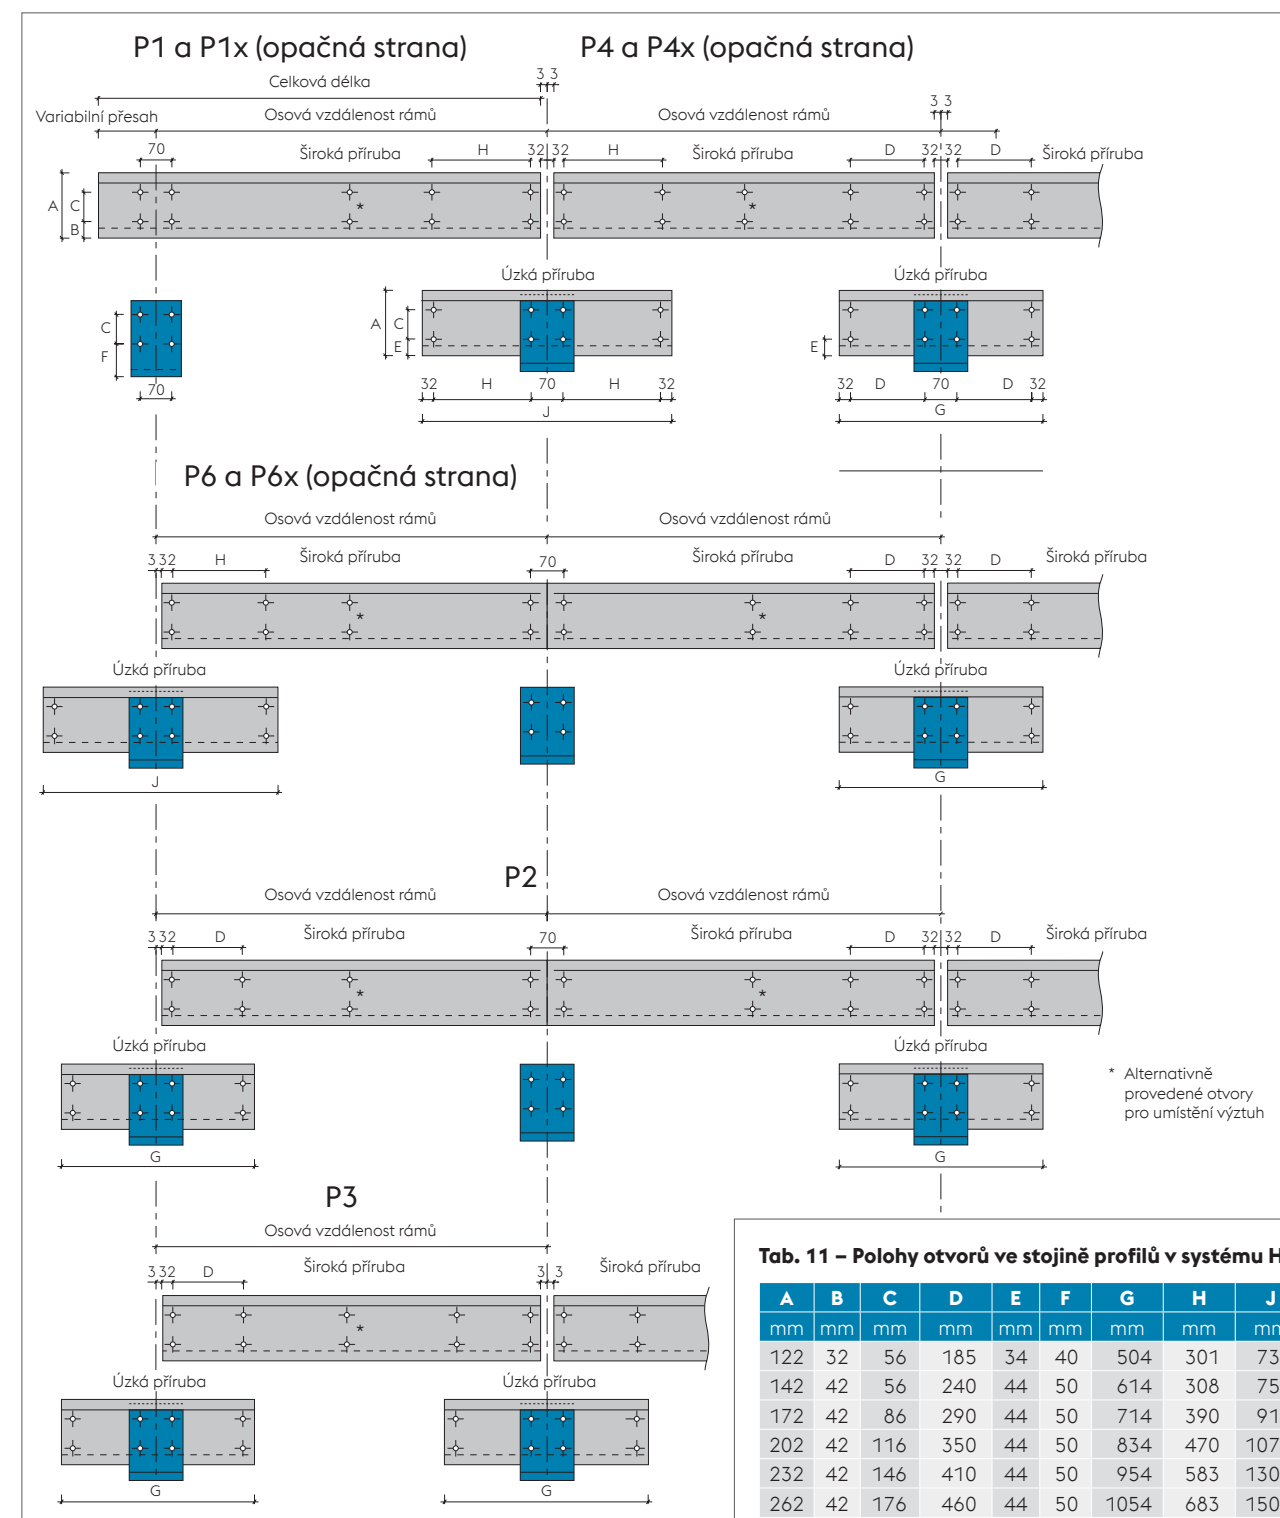 P1 a P1x (opačná strana)
P4 a P4x (opačná strana)
Celková délka
3 3
Variabilní přesah
Osová vzdálenost rámů
Osová vzdálenost rámů
3 3
70
Široká příruba
H
32 32
H
Široká příruba
D
32 32
D
Široká příruba
A
C
B
*
*
Úzká příruba
Úzká příruba
C
F
70
A
C
E
32
H
70
H
32
J
E
32
D
70
D
32
G
P6 a P6x (opačná strana)
Osová vzdálenost rámů
Osová vzdálenost rámů
3 32
H
Široká příruba
70
Široká příruba
D
32 32
D
Široká příruba
*
*
Úzká příruba
Úzká příruba
J
G
P2
Osová vzdálenost rámů
Osová vzdálenost rámů
3 32
D
Široká příruba
70
Široká příruba
D
32 32
D
Široká příruba
*
*
Úzká příruba
Úzká příruba
G
G
* Alternativně
provedené otvory
pro umístění výztuh
P3
Osová vzdálenost rámů
3 32
D
Široká příruba
3 3
Široká příruba
*
Úzká příruba
Úzká příruba
G
G
Tab. 11 – Polohy otvorů ve stojině profilů v systému H
A B C D E F G H J
mm mm mm mm mm mm mm mm
122 32 56 185 34 40 504 301
142 42 56 240 44 50 614 308
172 42 86 290 44 50 714 390
202 42 116 350 44 50 834 470
232 42 146 410 44 50 954 583
262 42 176 460 44 50 1054 683